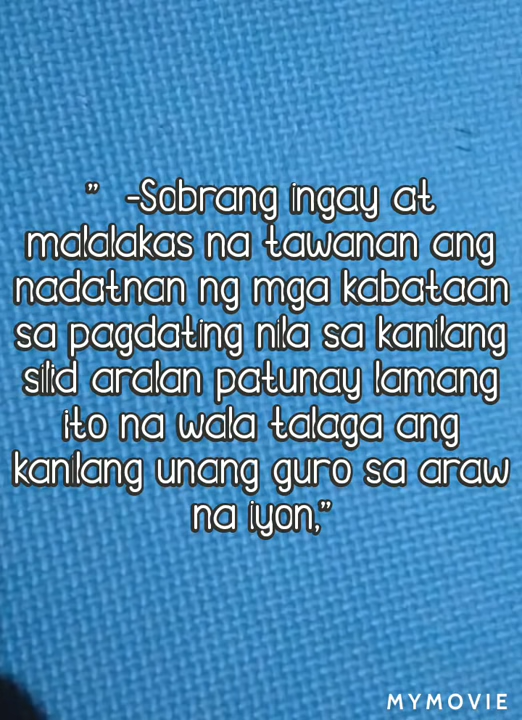 ” -Sobrang ingay at
malalakas na tawanan ang
nadatnan ng mga kabataan
sa pagdating nila sa kanilang
silid aralan patunay lamang
ito na wala talaga ang
kanilang unang guro sa araw
na iyon,”
MYMOVIE